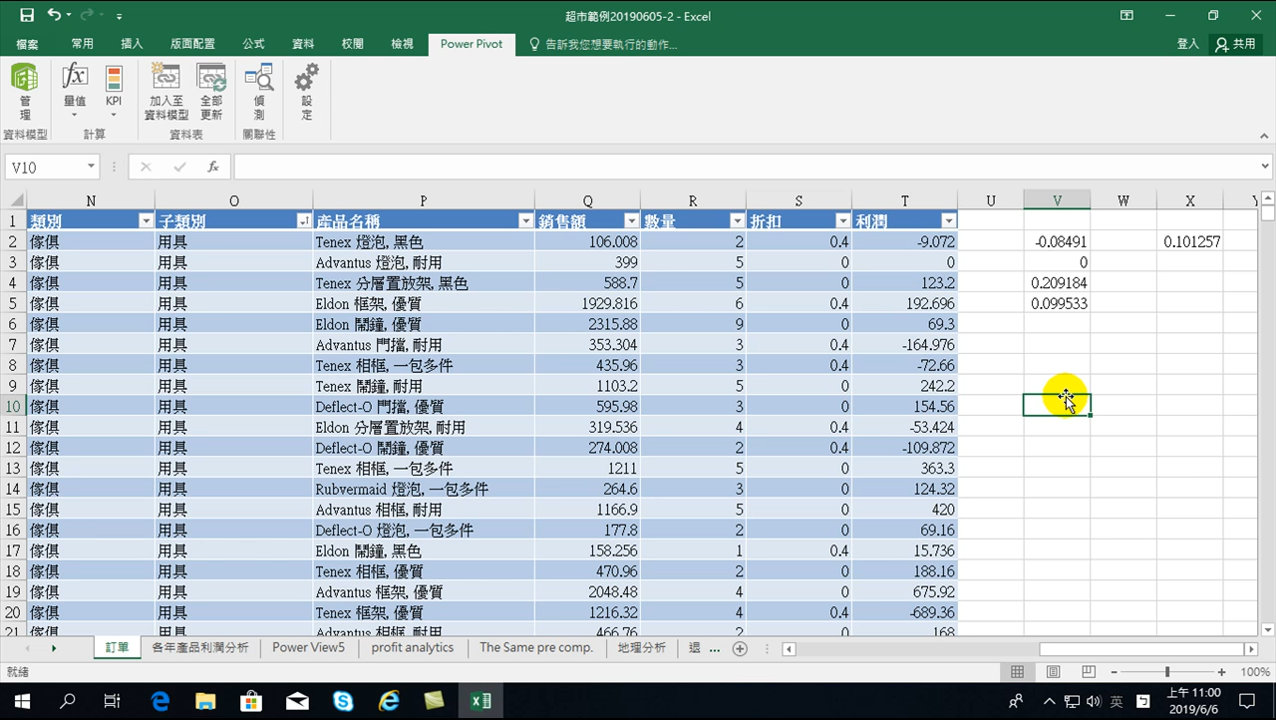 超市範例20190605-2 - Excel
檔案 常用 插入 版面配置 公式 資料 校閱 檢視 Power Pivot 告訴我您想要執行的動作... 登入 共用
管理 量值 KPI 加入至資料模型 全部更新 偵測 設定
資料模型 計算 資料表 關聯性
V10 fx
N O P Q R S T U V W X Y
1 類別 子類別 產品名稱 銷售額 數量 折扣 利潤
2 傢俱 用具 Tenex 燈泡, 黑色 106.008 2 0.4 -9.072 -0.08491 0.101257
3 傢俱 用具 Advantus 燈泡, 耐用 399 5 0 0 0
4 傢俱 用具 Tenex 分層置放架, 黑色 588.7 5 0 123.2 0.209184
5 傢俱 用具 Eldon 框架, 優質 1929.816 6 0.4 192.696 0.099533
6 傢俱 用具 Eldon 鬧鐘, 優質 2315.88 9 0 69.3
7 傢俱 用具 Advantus 門擋, 耐用 353.304 3 0.4 -164.976
8 傢俱 用具 Tenex 相框, 一包多件 435.96 3 0.4 -72.66
9 傢俱 用具 Tenex 鬧鐘, 耐用 1103.2 5 0 242.2
10 傢俱 用具 Deflect-O 門擋, 優質 595.98 3 0 154.56
11 傢俱 用具 Eldon 分層置放架, 耐用 319.536 4 0.4 -53.424
12 傢俱 用具 Deflect-O 鬧鐘, 優質 274.008 2 0.4 -109.872
13 傢俱 用具 Tenex 相框, 一包多件 1211 5 0 363.3
14 傢俱 用具 Rubvermaid 燈泡, 一包多件 264.6 3 0 124.32
15 傢俱 用具 Advantus 相框, 耐用 1166.9 5 0 420
16 傢俱 用具 Deflect-O 燈泡, 一包多件 177.8 2 0 69.16
17 傢俱 用具 Eldon 鬧鐘, 黑色 158.256 1 0.4 15.736
18 傢俱 用具 Tenex 相框, 優質 470.96 2 0 188.16
19 傢俱 用具 Advantus 框架, 優質 2048.48 4 0 675.92
20 傢俱 用具 Tenex 框架, 優質 1216.32 4 0.4 -689.36
21 傢俱 用具 Advantus 相框, 耐用 466.76 2 0 168
訂單 各年產品利潤分析 Power View5 profit analytics The Same pre comp. 地理分析 退 ...
就緒 100%
英 上午 11:00
2019/6/6